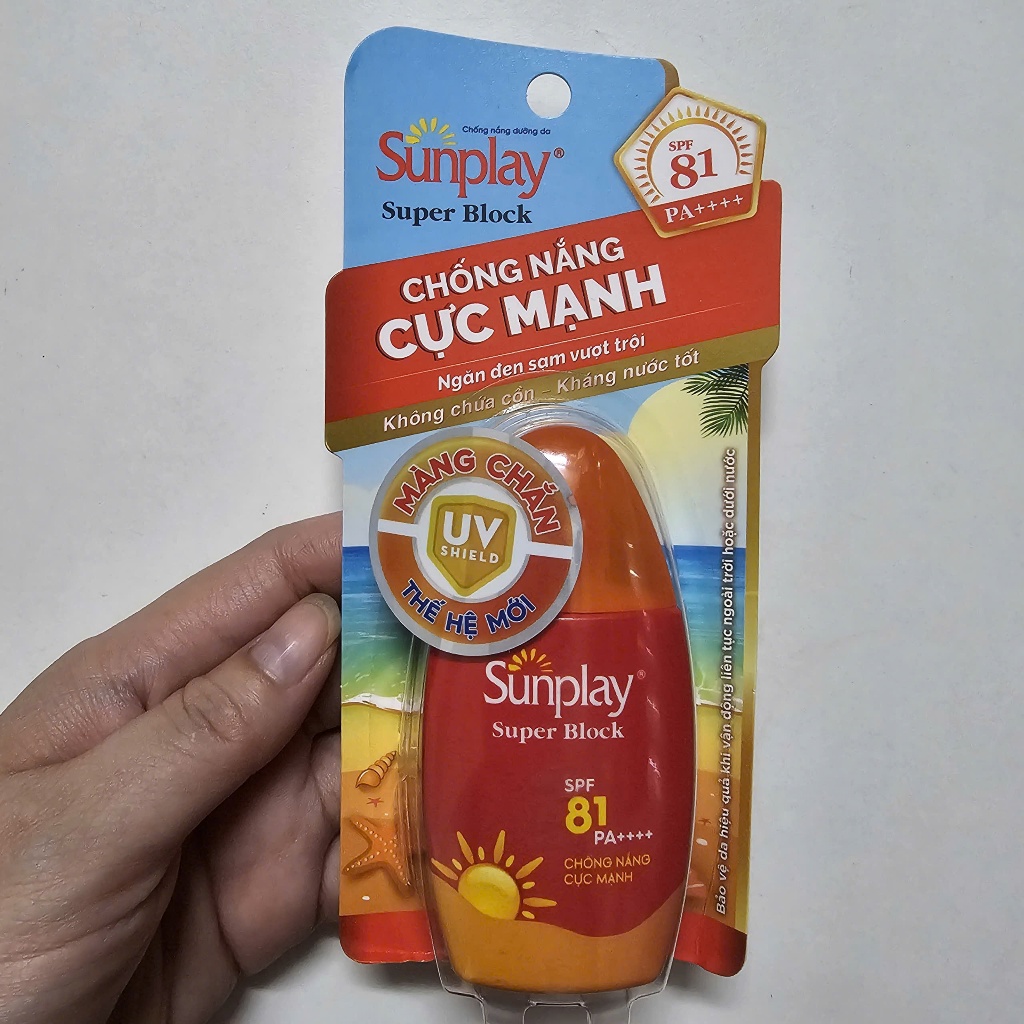 Chống nắng dưỡng da
Sunplay®
Super Block
SPF
81
PA++++
CHỐNG NẮNG
CỰC MẠNH
Ngăn đen sạm vượt trội
Không chứa cồn – Kháng nước tốt
MÀNG CHẮN
UV
SHIELD
THẾ HỆ MỚI
Sunplay®
Super Block
SPF
81
PA++++
CHỐNG NẮNG
CỰC MẠNH
Bảo vệ da hiệu quả khi vận động liên tục ngoài trời hoặc dưới nước